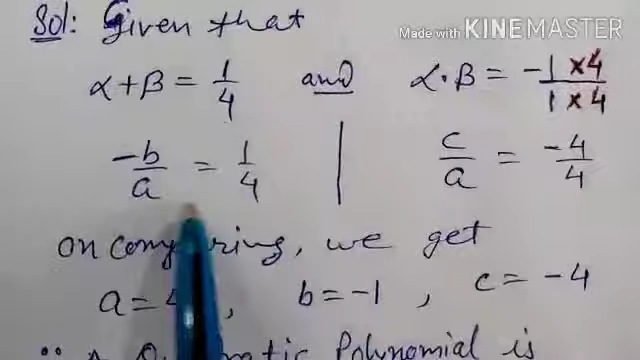 Made with KINEMASTER
Sol: Given that
α+β = 1/4 and α·β = -1×4/1×4
-b/a = 1/4 | c/a = -4/4
on comparing, we get
a = 4, b = -1, c = -4
∵ A Polynomial is